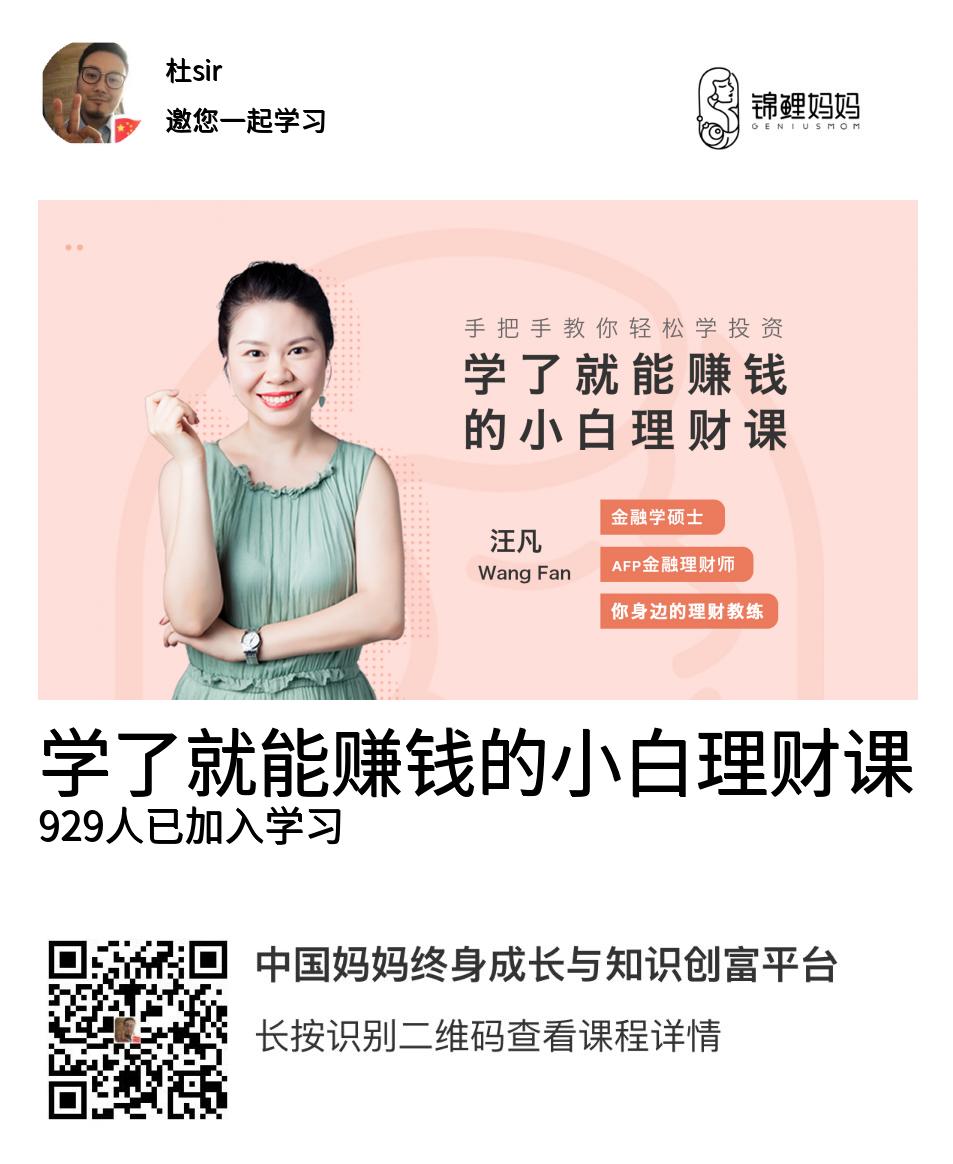 杜sir
邀您一起学习
锦鲤妈妈
GENIUSMOM
手把手教你轻松学投资
学了就能赚钱
的小白理财课
汪凡
Wang Fan
金融学硕士
AFP金融理财师
你身边的理财教练
学了就能赚钱的小白理财课
929人已加入学习
中国妈妈终身成长与知识创富平台
长按识别二维码查看课程详情